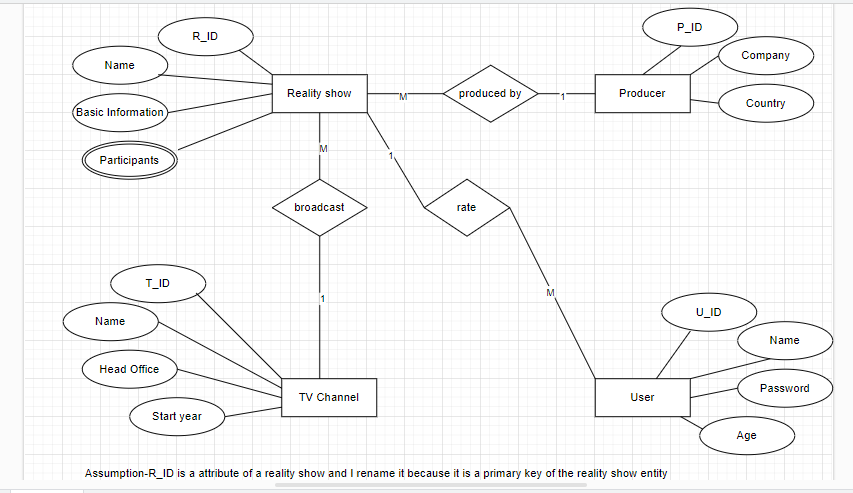 P_ID
R_ID
Company
Name
Reality show
M
produced by
1
Producer
Country
Basic Information
M
1
Participants
broadcast
rate
T_ID
M
1
U_ID
Name
Name
Head Office
Password
TV Channel
User
Start year
Age
Assumption-R_ID is a attribute of a reality show and I rename it because it is a primary key of the reality show entity